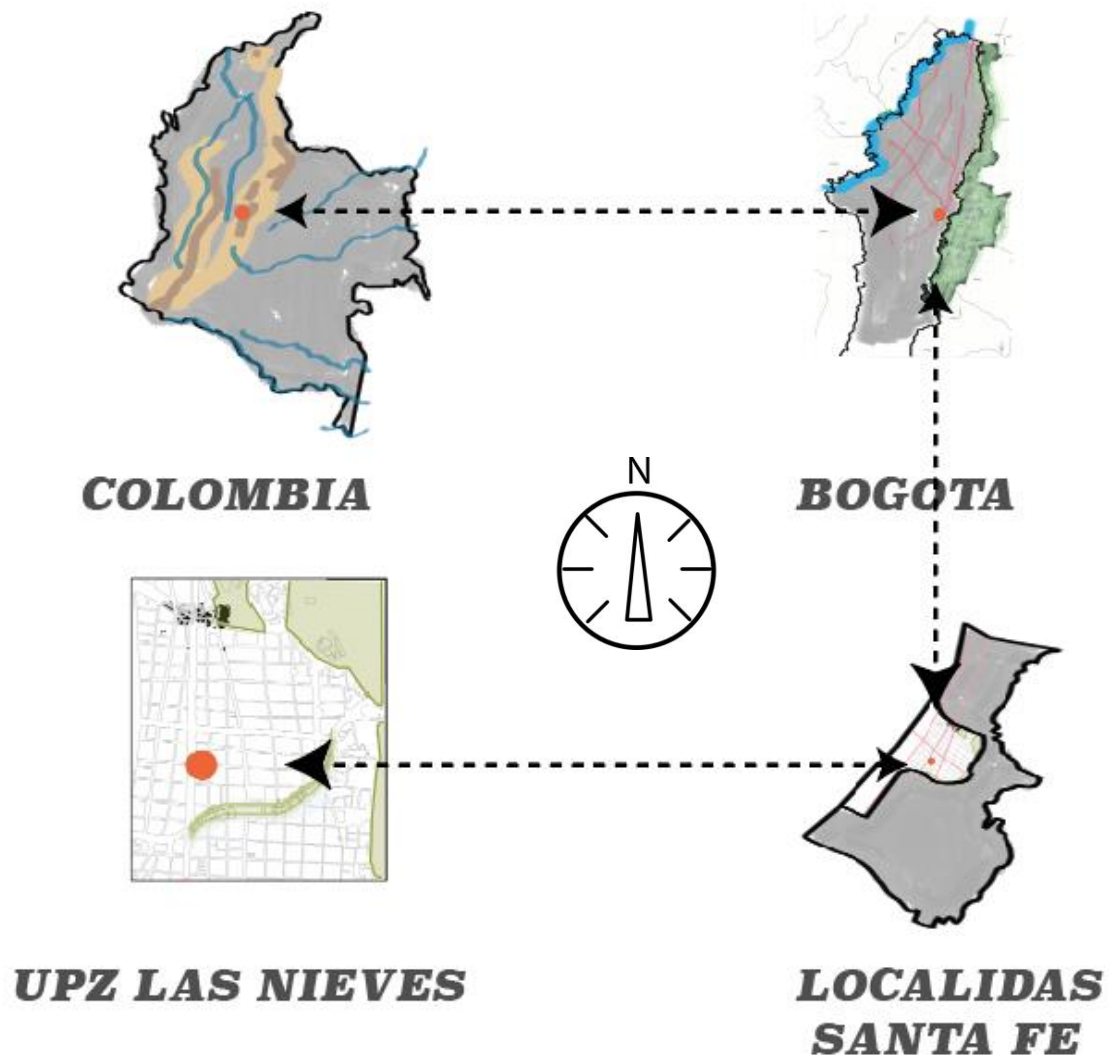 COLOMBIA
BOGOTA
N
UPZ LAS NIEVES
LOCALIDAS
SANTA FE